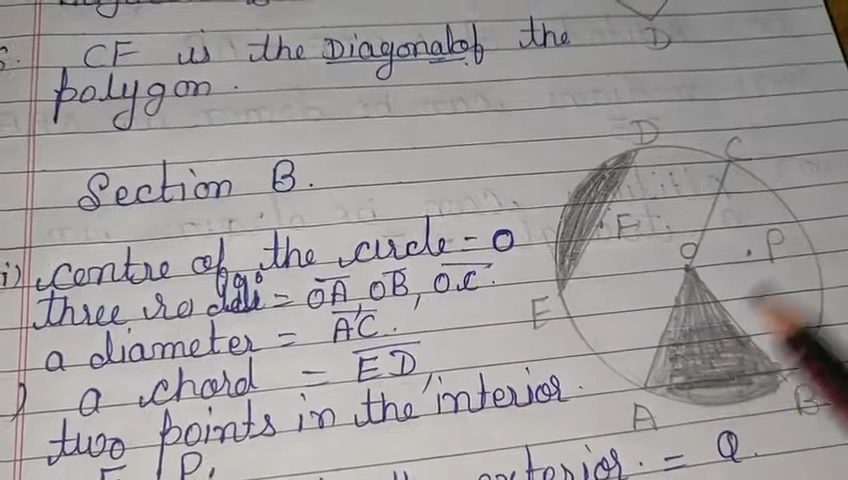 D
CF is the Diagonal of the
polygon.
Section B.
i) centre of the circle - O
three radii = OA, OB, OC.
a diameter = AC.
a chord = ED,
two points in the interior.
P.
exterior. = Q.
D
C
F
O
P
E
A
B